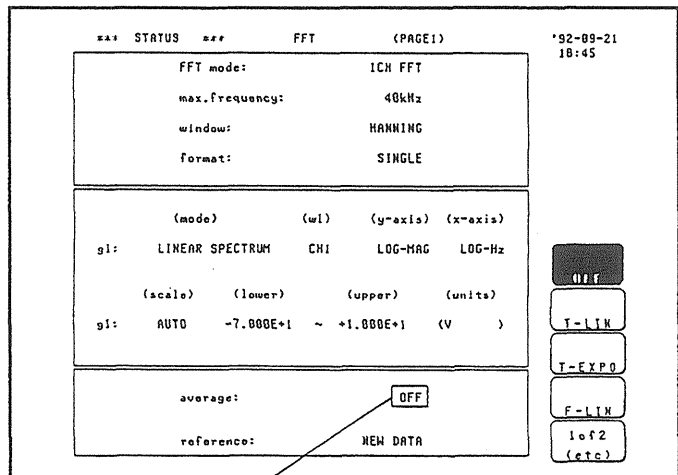 *** STATUS *** FFT (PAGE1) '92-09-21
18:45
FFT mode: 1CH FFT
max.frequency: 40kHz
window: HANNING
format: SINGLE
(mode) (w1) (y-axis) (x-axis)
g1: LINEAR SPECTRUM CH1 LOG-MAG LOG-Hz
(scale) (lower) (upper) (units)
g1: AUTO -7.000E+1 ~ +1.000E+1 (V )
average: OFF
reference: NEW DATA
OFF
T-LIN
T-EXPO
F-LIN
1of2
(etc)